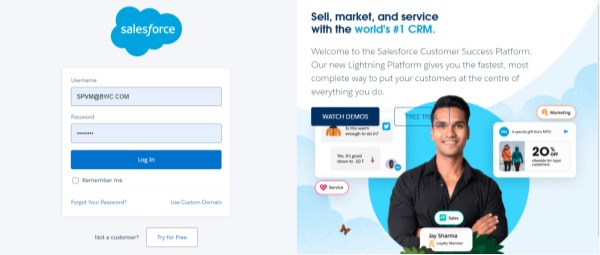 salesforce
Username
SPVM@BWC.COM
Password
••••••••
Log In
Remember me
Forgot Your Password?
Use Custom Domain
Not a customer?
Try for Free
Sell, market, and service
with the world's #1 CRM.
Welcome to the Salesforce Customer Success Platform.
Our new Lightning Platform gives you the fastest, most
complete way to put your customers at the centre of
everything you do.
WATCH DEMOS
FREE TRI
Is this warm
enough to ski in?
Yes, it's good
down to
Service
Marketing
A special gift from NTO!
20% OFF
sitewide for loyal
customers
Sales
Jay Sharma
Loyalty Member